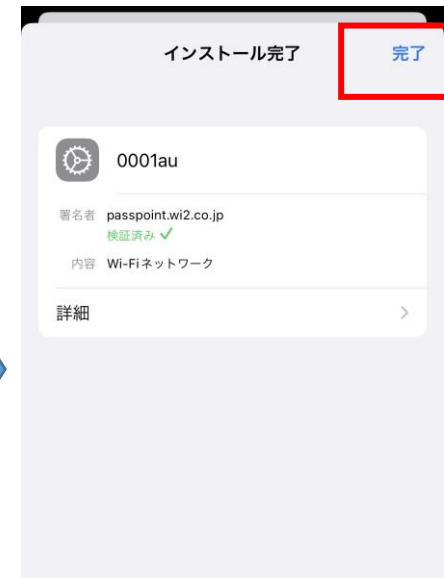 インストール完了
完了
0001au
署名者 passpoint.wi2.co.jp
検証済み ✓
内容 Wi-Fiネットワーク
詳細